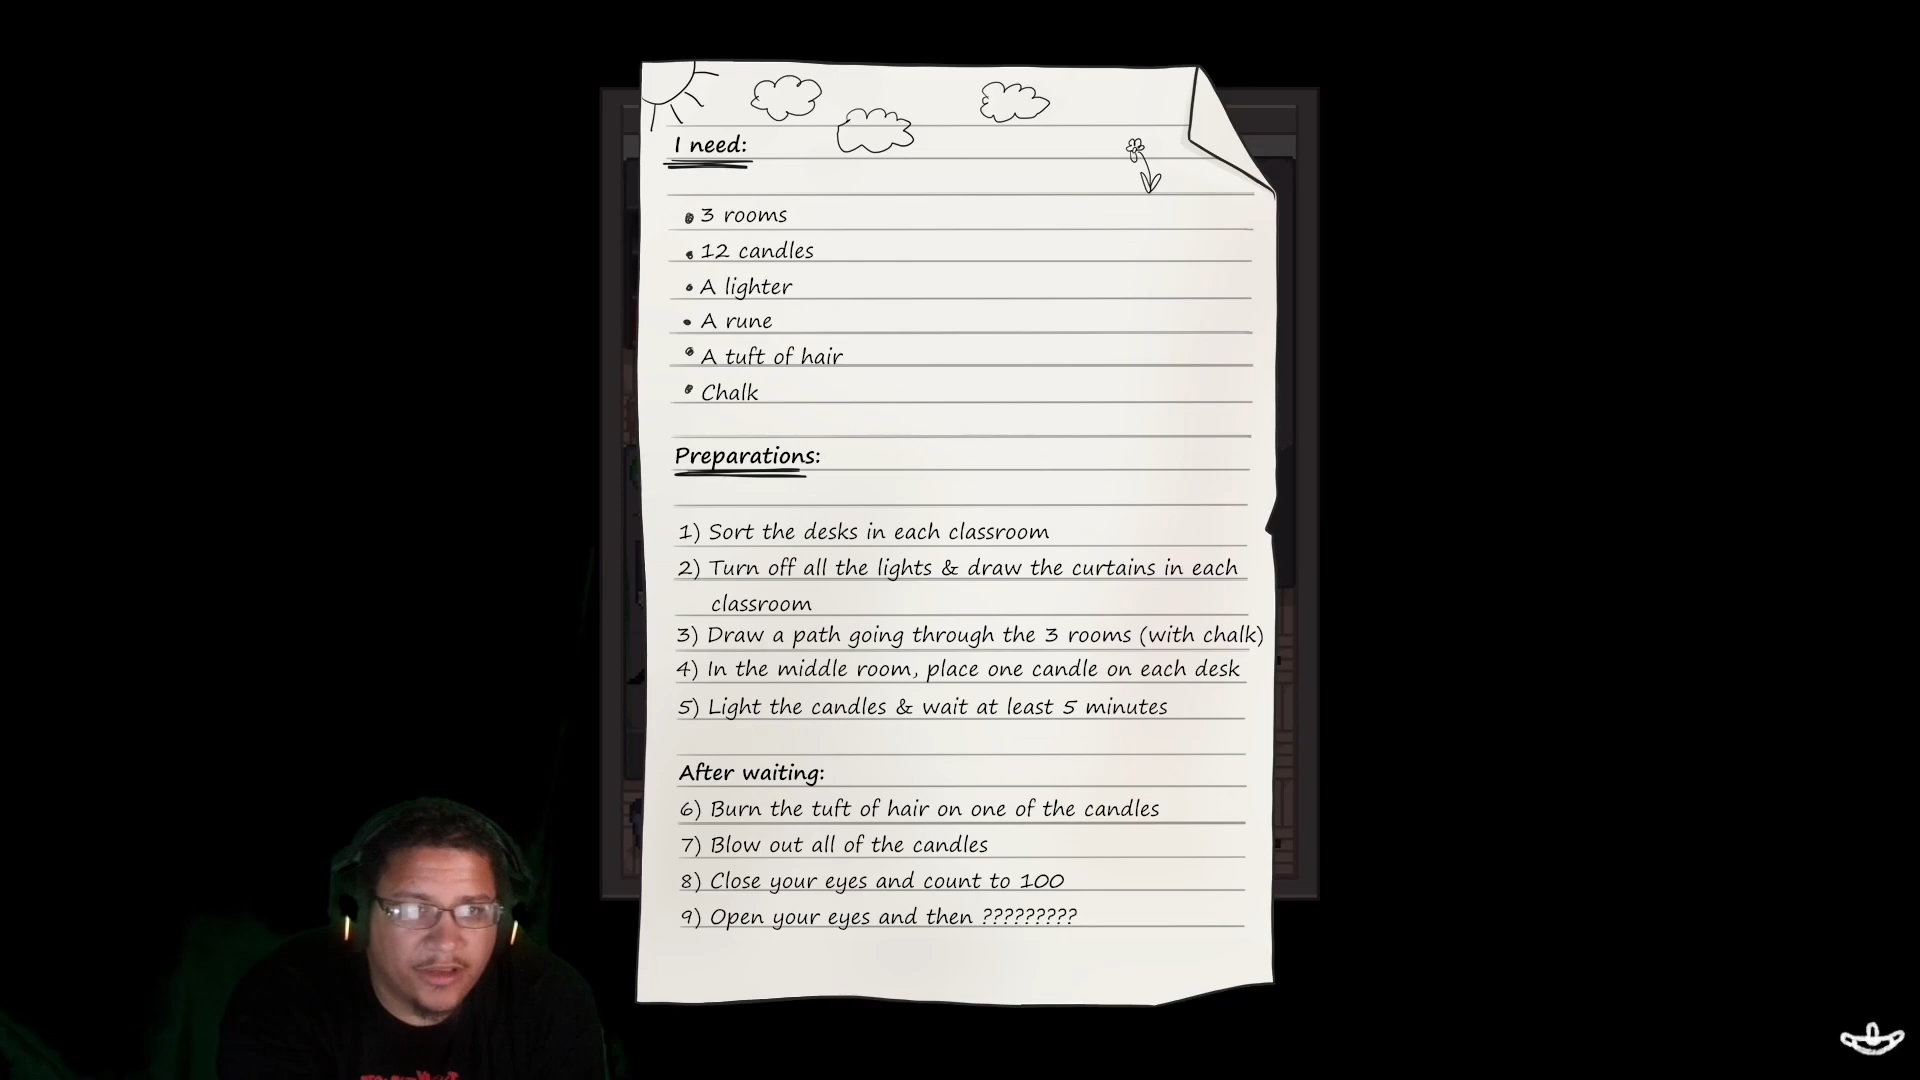 I need:
3 rooms
12 candles
A lighter
A rune
A tuft of hair
Chalk
Preparations:
1) Sort the desks in each classroom
2) Turn off all the lights & draw the curtains in each
classroom
3) Draw a path going through the 3 rooms (with chalk)
4) In the middle room, place one candle on each desk
5) Light the candles & wait at least 5 minutes
After waiting:
6) Burn the tuft of hair on one of the candles
7) Blow out all of the candles
8) Close your eyes and count to 100
9) Open your eyes and then ?????????